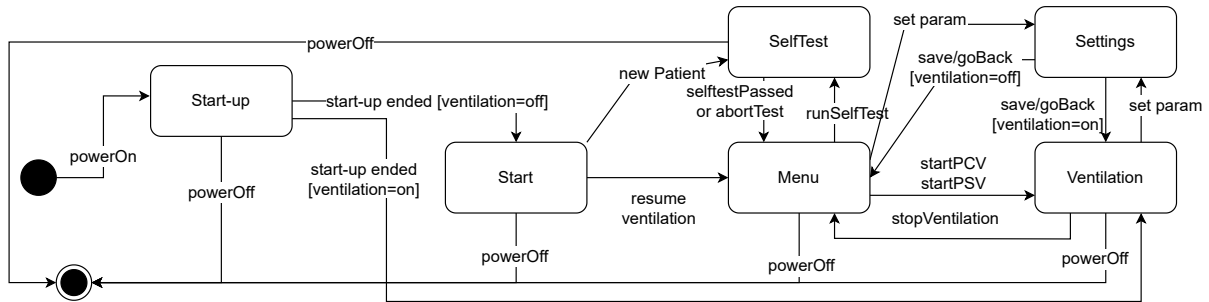 set param
SelfTest
Settings
powerOff
save/goBack
[ventilation=off]
new Patient
Start-up
start-up ended [ventilation=off]
selftestPassed
or abortTest
runSelfTest
save/goBack
[ventilation=on]
set param
powerOn
start-up ended
[ventilation=on]
powerOff
Start
Menu
startPCV
startPSV
Ventilation
resume
ventilation
stopVentilation
powerOff
powerOff
powerOff